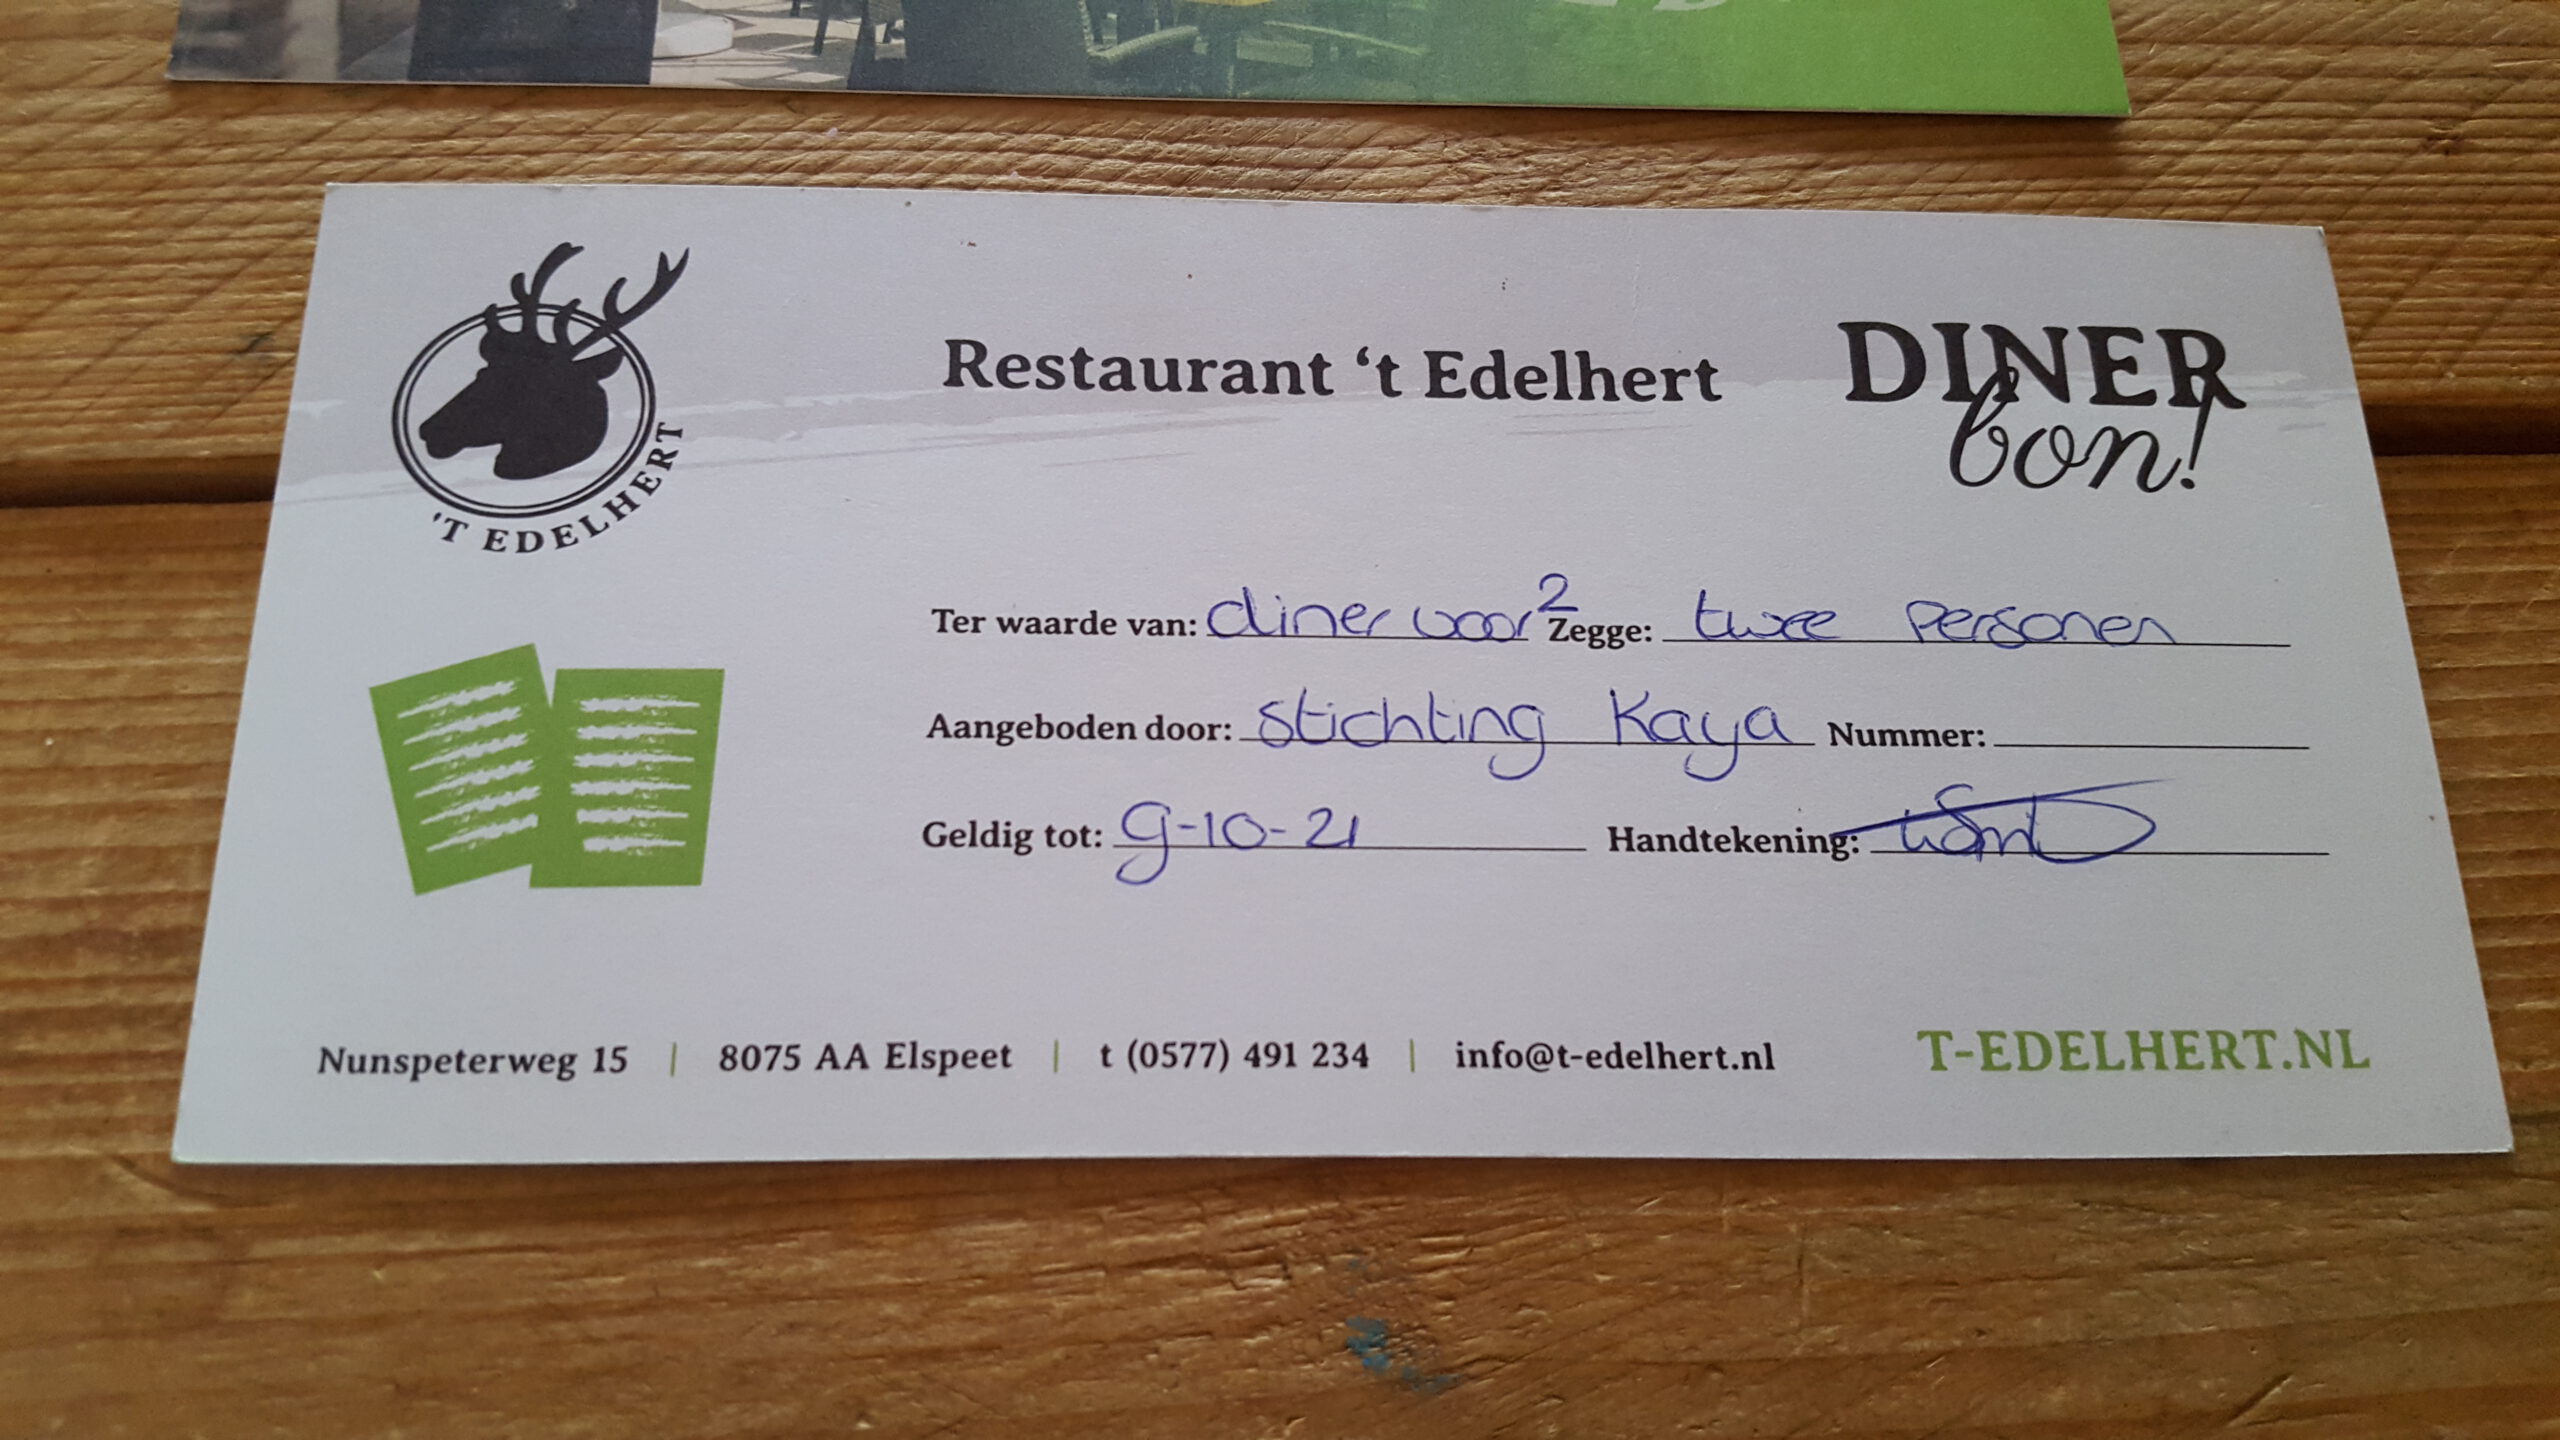 'T EDELHERT
Restaurant ‘t Edelhert
DINER
bon!
Ter waarde van: diner voor 2 Zegge: twee personen
Aangeboden door: Stichting Kaya Nummer:
Geldig tot: 9-10-21 Handtekening:
Nunspeterweg 15 | 8075 AA Elspeet | t (0577) 491 234 | info@t-edelhert.nl T-EDELHERT.NL